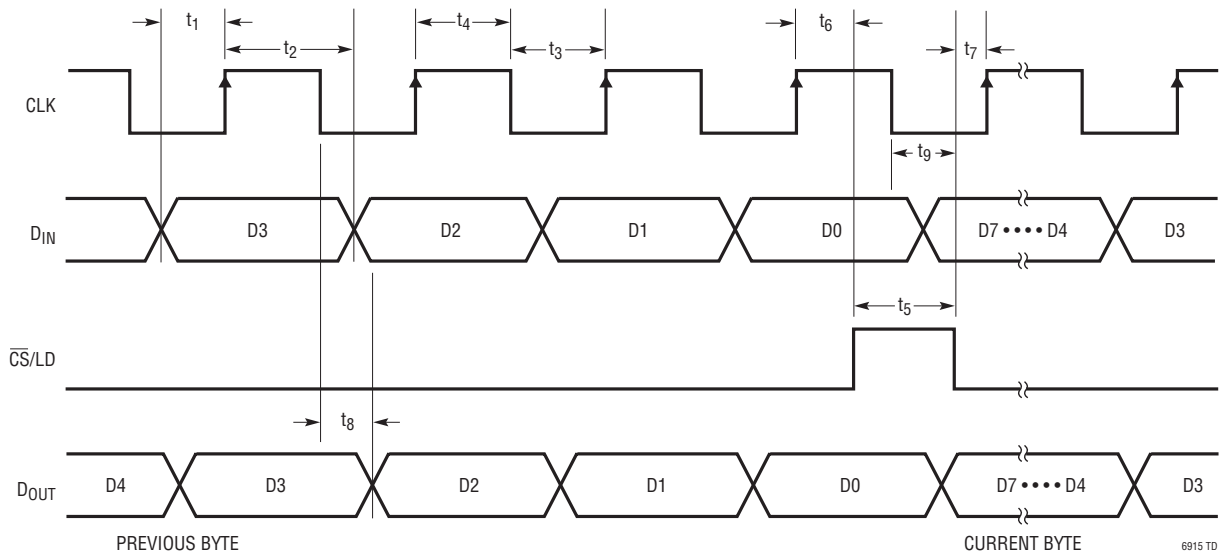 t1 t2 t4 t3 t6 t7
CLK
t9
DIN D3 D2 D1 D0 D7 •••• D4 D3
t5
C̅S̅/LD
t8
DOUT D4 D3 D2 D1 D0 D7 •••• D4 D3
PREVIOUS BYTE CURRENT BYTE 6915 TD